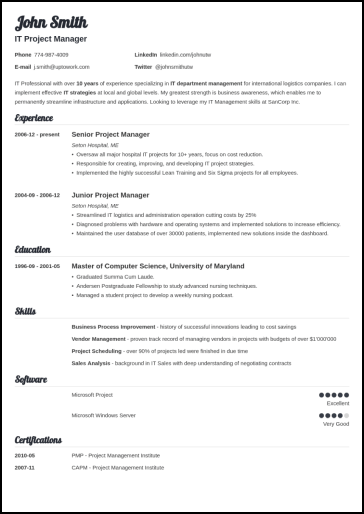 John Smith
IT Project Manager
Phone 774-987-4009 LinkedIn linkedin.com/johnutw
E-mail j.smith@uptowork.com Twitter @johnsmithutw
IT Professional with over 10 years of experience specializing in IT department management for international logistics companies. I can
implement effective IT strategies at local and global levels. My greatest strength is business awareness, which enables me to
permanently streamline infrastructure and applications. Looking to leverage my IT Management skills at SanCorp Inc.
Experience
2006-12 - present Senior Project Manager
Seton Hospital, ME
• Oversaw all major hospital IT projects for 10+ years, focus on cost reduction.
• Responsible for creating, improving, and developing IT project strategies.
• Implemented the highly successful Lean Training and Six Sigma projects for all employees.
2004-09 - 2006-12 Junior Project Manager
Seton Hospital, ME
• Streamlined IT logistics and administration operation cutting costs by 25%
• Diagnosed problems with hardware and operating systems and implemented solutions to increase efficiency.
• Maintained the user database of over 30000 patients, implemented new solutions inside the dashboard.
Education
1996-09 - 2001-05 Master of Computer Science, University of Maryland
• Graduated Summa Cum Laude.
• Andersen Postgraduate Fellowship to study advanced nursing techniques.
• Managed a student project to develop a weekly nursing podcast.
Skills
Business Process Improvement - history of successful innovations leading to cost savings
Vendor Management - proven track record of managing vendors in projects with budgets of over $1'000'000
Project Scheduling - over 90% of projects led were finished in due time
Sales Analysis - background in IT Sales with deep understanding of negotiating contracts
Software
Microsoft Project
Excellent
Microsoft Windows Server
Very Good
Certifications
2010-05 PMP - Project Management Institute
2007-11 CAPM - Project Management Institute